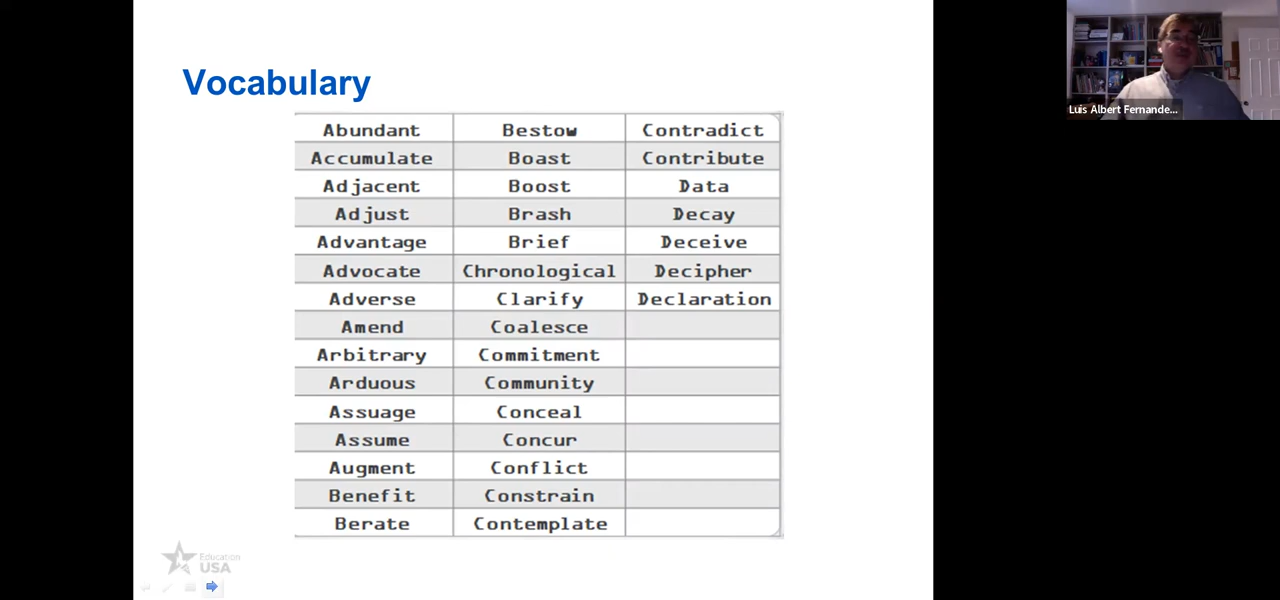 Vocabulary
Abundant Bestow Contradict
Accumulate Boast Contribute
Adjacent Boost Data
Adjust Brash Decay
Advantage Brief Deceive
Advocate Chronological Decipher
Adverse Clarify Declaration
Amend Coalesce
Arbitrary Commitment
Arduous Community
Assuage Conceal
Assume Concur
Augment Conflict
Benefit Constrain
Berate Contemplate
Education
USA
Luis Albert Fernande...